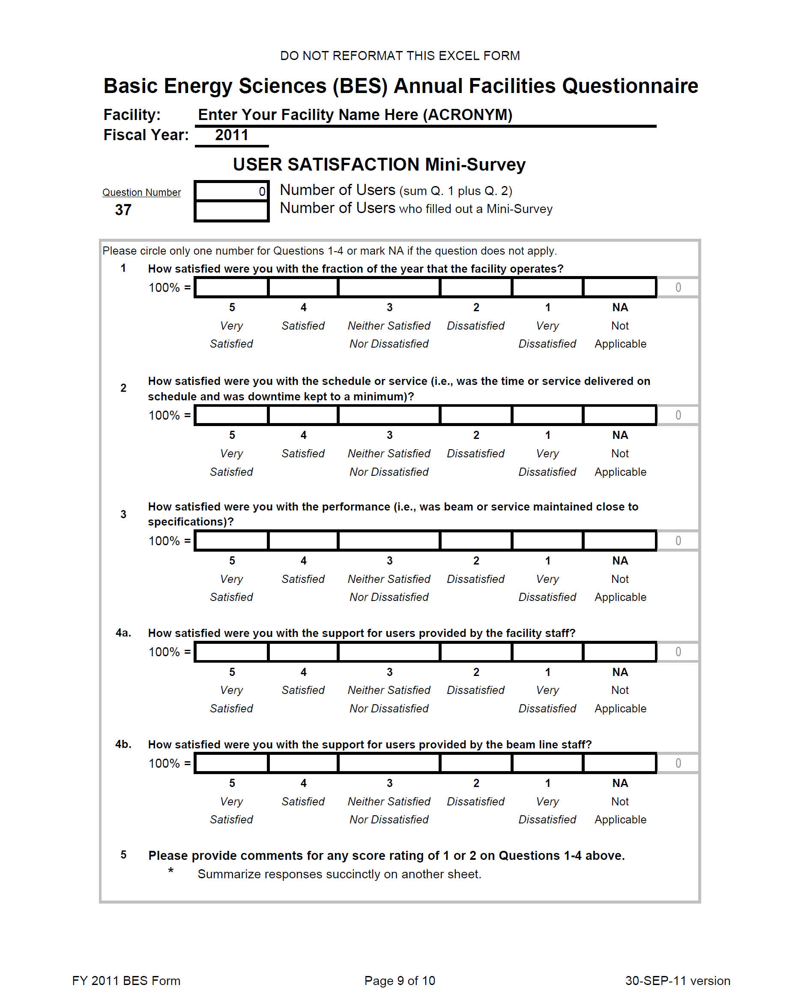 DO NOT REFORMAT THIS EXCEL FORM
Basic Energy Sciences (BES) Annual Facilities Questionnaire
Facility: Enter Your Facility Name Here (ACRONYM)
Fiscal Year: 2011
USER SATISFACTION Mini-Survey
Question Number 0 Number of Users (sum Q. 1 plus Q. 2)
37 Number of Users who filled out a Mini-Survey
Please circle only one number for Questions 1-4 or mark NA if the question does not apply.
1 How satisfied were you with the fraction of the year that the facility operates?
100% = 0
5 4 3 2 1 NA
Very Satisfied Neither Satisfied Dissatisfied Very Not
Satisfied Nor Dissatisfied Dissatisfied Applicable
2 How satisfied were you with the schedule or service (i.e., was the time or service delivered on
schedule and was downtime kept to a minimum)?
100% = 0
5 4 3 2 1 NA
Very Satisfied Neither Satisfied Dissatisfied Very Not
Satisfied Nor Dissatisfied Dissatisfied Applicable
3 How satisfied were you with the performance (i.e., was beam or service maintained close to
specifications)?
100% = 0
5 4 3 2 1 NA
Very Satisfied Neither Satisfied Dissatisfied Very Not
Satisfied Nor Dissatisfied Dissatisfied Applicable
4a. How satisfied were you with the support for users provided by the facility staff?
100% = 0
5 4 3 2 1 NA
Very Satisfied Neither Satisfied Dissatisfied Very Not
Satisfied Nor Dissatisfied Dissatisfied Applicable
4b. How satisfied were you with the support for users provided by the beam line staff?
100% = 0
5 4 3 2 1 NA
Very Satisfied Neither Satisfied Dissatisfied Very Not
Satisfied Nor Dissatisfied Dissatisfied Applicable
5 Please provide comments for any score rating of 1 or 2 on Questions 1-4 above.
* Summarize responses succinctly on another sheet.
FY 2011 BES Form Page 9 of 10 30-SEP-11 version